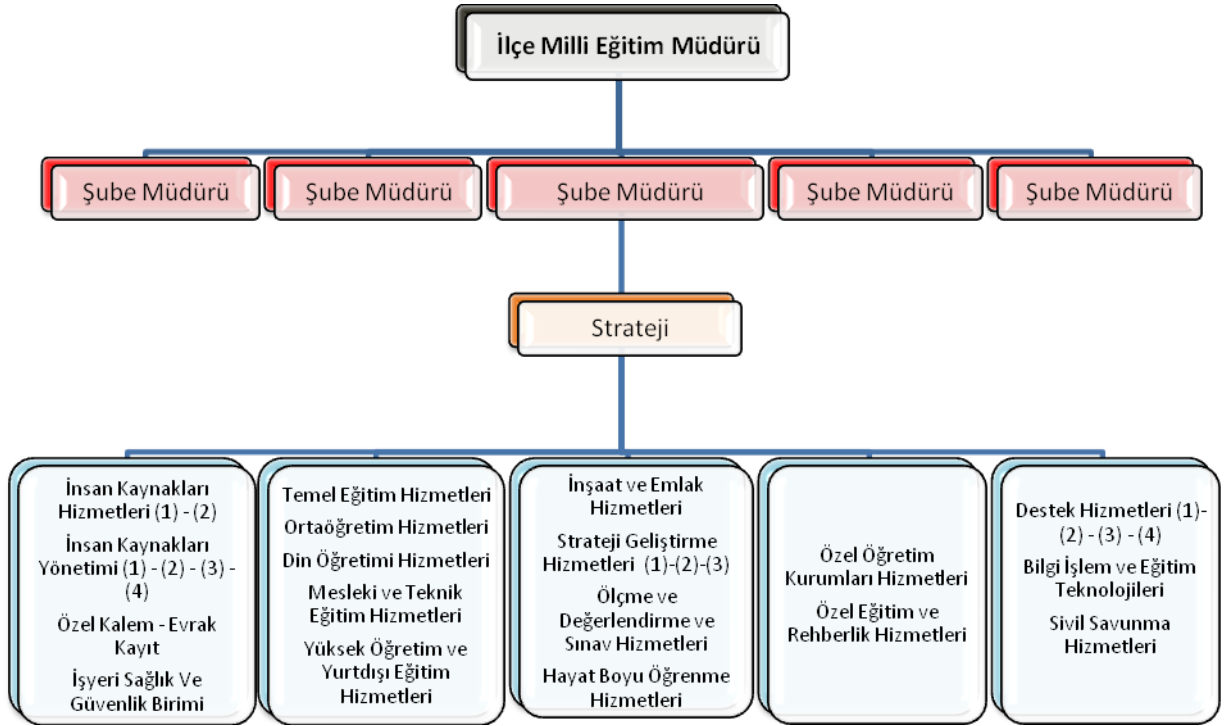 İlçe Milli Eğitim Müdürü
Şube Müdürü
Şube Müdürü
Şube Müdürü
Şube Müdürü
Şube Müdürü
Strateji
İnsan Kaynakları
Hizmetleri (1) - (2)
İnsan Kaynakları
Yönetimi (1) - (2) - (3) -
(4)
Özel Kalem - Evrak
Kayıt
İşyeri Sağlık Ve
Güvenlik Birimi
Temel Eğitim Hizmetleri
Ortaöğretim Hizmetleri
Din Öğretimi Hizmetleri
Mesleki ve Teknik
Eğitim Hizmetleri
Yüksek Öğretim ve
Yurtdışı Eğitim
Hizmetleri
İnşaat ve Emlak
Hizmetleri
Strateji Geliştirme
Hizmetleri (1)-(2)-(3)
Ölçme ve
Değerlendirme ve
Sınav Hizmetleri
Hayat Boyu Öğrenme
Hizmetleri
Özel Öğretim
Kurumları Hizmetleri
Özel Eğitim ve
Rehberlik Hizmetleri
Destek Hizmetleri (1)-
(2) - (3) - (4)
Bilgi İşlem ve Eğitim
Teknolojileri
Sivil Savunma
Hizmetleri